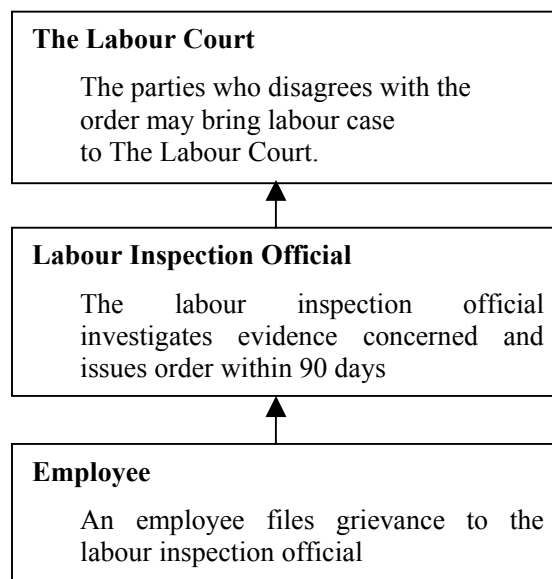 The Labour Court
The parties who disagrees with the
order may bring labour case
to The Labour Court.
Labour Inspection Official
The labour inspection official
investigates evidence concerned and
issues order within 90 days
Employee
An employee files grievance to the
labour inspection official